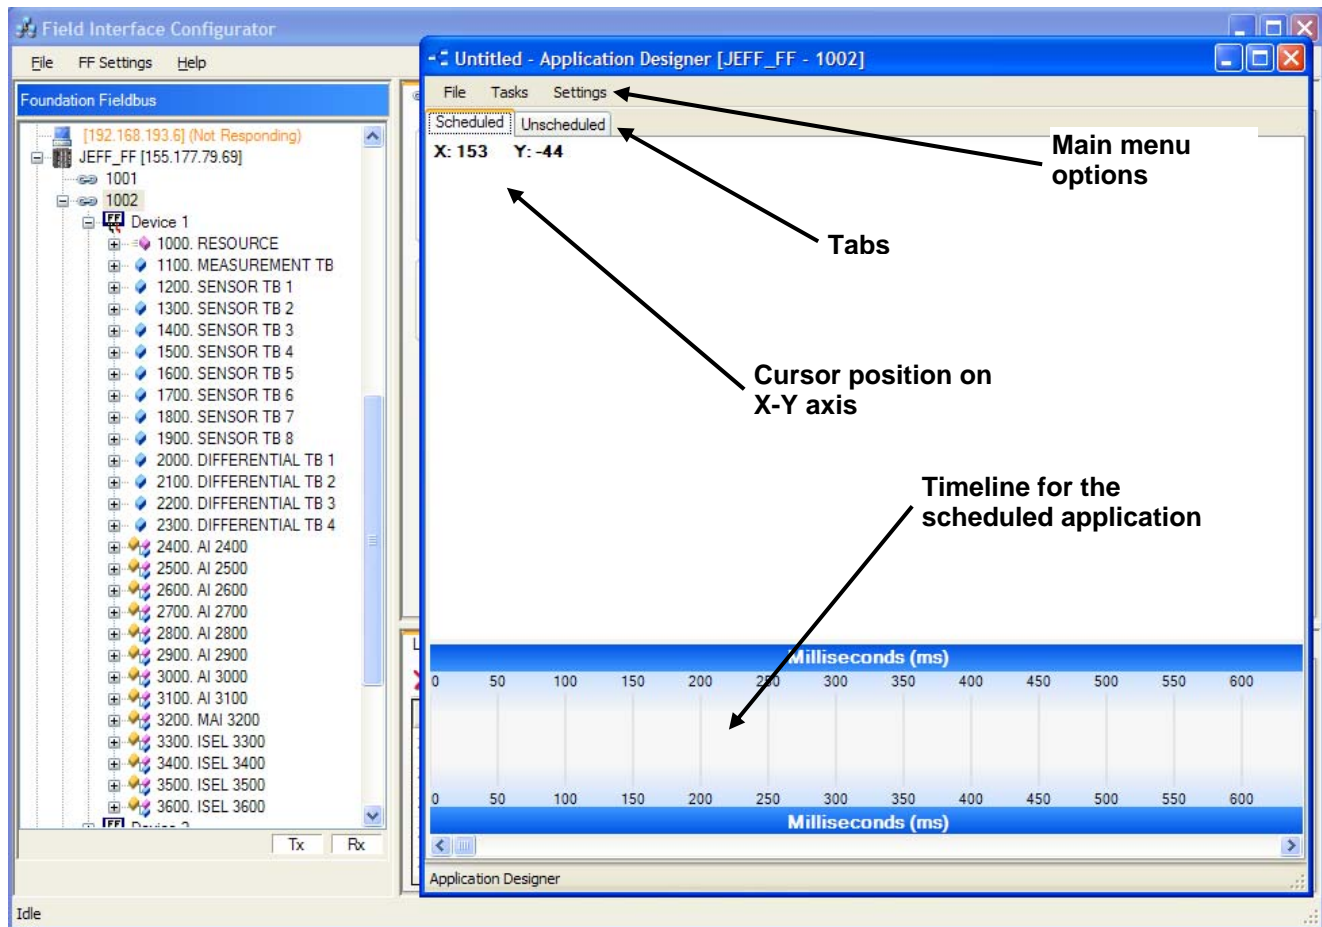 Field Interface Configurator
File FF Settings Help
Foundation Fieldbus
[192.168.193.6] (Not Responding)
JEFF_FF [155.177.79.69]
1001
1002
FF Device 1
1000. RESOURCE
1100. MEASUREMENT TB
1200. SENSOR TB 1
1300. SENSOR TB 2
1400. SENSOR TB 3
1500. SENSOR TB 4
1600. SENSOR TB 5
1700. SENSOR TB 6
1800. SENSOR TB 7
1900. SENSOR TB 8
2000. DIFFERENTIAL TB 1
2100. DIFFERENTIAL TB 2
2200. DIFFERENTIAL TB 3
2300. DIFFERENTIAL TB 4
2400. AI 2400
2500. AI 2500
2600. AI 2600
2700. AI 2700
2800. AI 2800
2900. AI 2900
3000. AI 3000
3100. AI 3100
3200. MAI 3200
3300. ISEL 3300
3400. ISEL 3400
3500. ISEL 3500
3600. ISEL 3600
FF Device 2
Tx Rx
Idle
Untitled - Application Designer [JEFF_FF - 1002]
File Tasks Settings
Scheduled Unscheduled
X: 153 Y: -44
Main menu
options
Tabs
Cursor position on
X-Y axis
Timeline for the
scheduled application
Milliseconds (ms)
0 50 100 150 200 250 300 350 400 450 500 550 600
0 50 100 150 200 250 300 350 400 450 500 550 600
Milliseconds (ms)
Application Designer